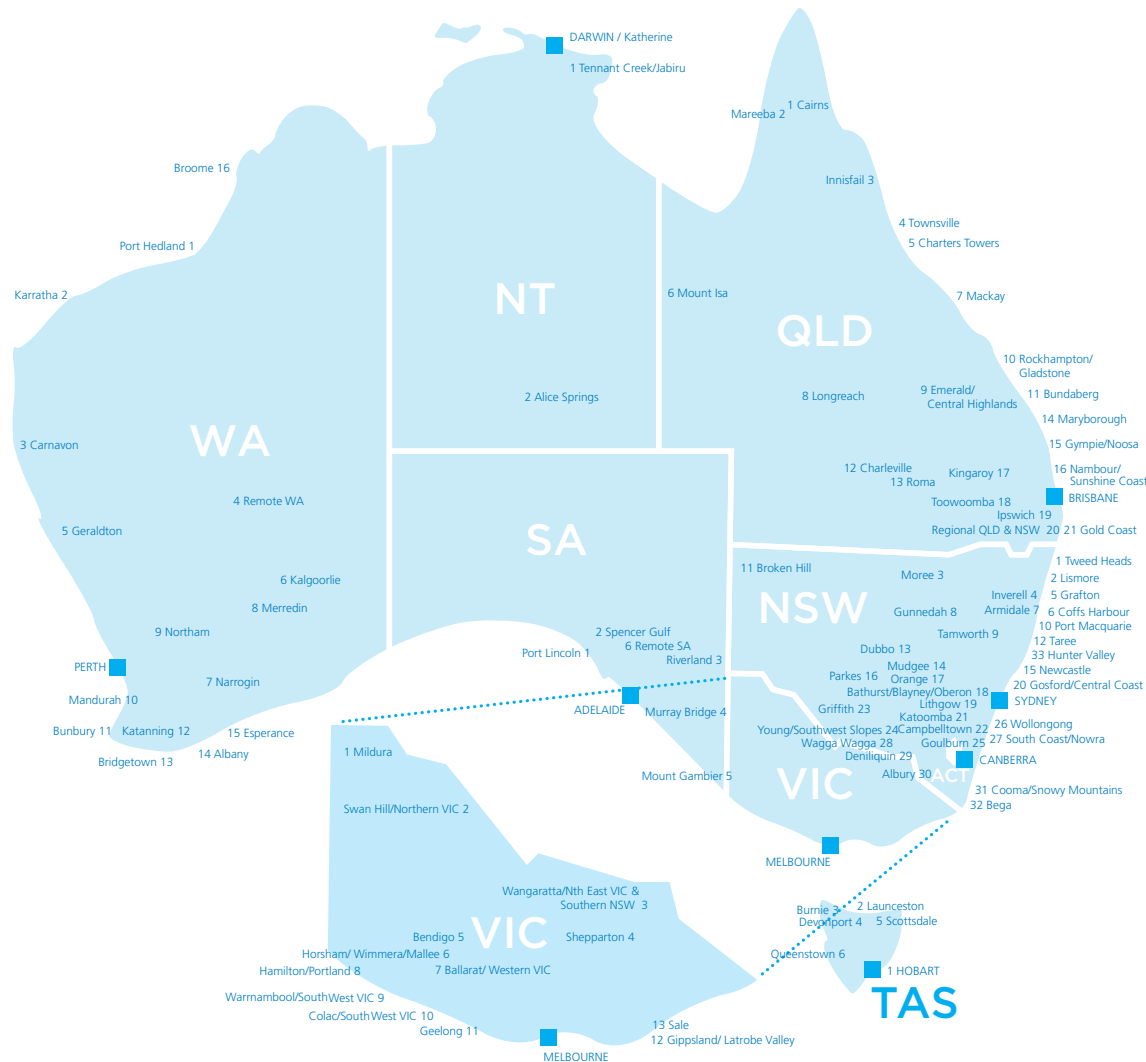 DARWIN / Katherine
1 Tennant Creek/Jabiru
1 Cairns
Mareeba 2
Broome 16
Innisfail 3
4 Townsville
5 Charters Towers
Port Hedland 1
Karratha 2
NT
6 Mount Isa
7 Mackay
QLD
10 Rockhampton/
Gladstone
2 Alice Springs
8 Longreach
9 Emerald/
Central Highlands
11 Bundaberg
14 Maryborough
WA
3 Carnavon
15 Gympie/Noosa
12 Charleville
13 Roma
Kingaroy 17
16 Nambour/
Sunshine Coast
BRISBANE
4 Remote WA
Toowoomba 18
Ipswich 19
5 Geraldton
SA
Regional QLD & NSW 20
21 Gold Coast
11 Broken Hill
Moree 3
1 Tweed Heads
2 Lismore
6 Kalgoorlie
Inverell 4
5 Grafton
8 Merredin
NSW
Gunnedah 8
Armidale 7
6 Coffs Harbour
10 Port Macquarie
9 Northam
2 Spencer Gulf
Tamworth 9
12 Taree
6 Remote SA
Port Lincoln 1
Riverland 3
Dubbo 13
33 Hunter Valley
PERTH
Mudgee 14
15 Newcastle
7 Narrogin
Parkes 16
Orange 17
20 Gosford/Central Coast
Mandurah 10
Bathurst/Blayney/Oberon 18
SYDNEY
Lithgow 19
ADELAIDE
Murray Bridge 4
Griffith 23
Katoomba 21
26 Wollongong
Bunbury 11
Katanning 12
15 Esperance
Young/Southwest Slopes 24
Campbelltown 22
27 South Coast/Nowra
Wagga Wagga 28
Goulburn 25
1 Mildura
14 Albany
Deniliquin 29
CANBERRA
Bridgetown 13
Mount Gambier 5
VIC
Albury 30
ACT
31 Cooma/Snowy Mountains
32 Bega
Swan Hill/Northern VIC 2
MELBOURNE
Wangaratta/Nth East VIC &
Southern NSW 3
Burnie 3
2 Launceston
Devonport 4
5 Scottsdale
VIC
Bendigo 5
Shepparton 4
Horsham/ Wimmera/Mallee 6
Queenstown 6
Hamilton/Portland 8
7 Ballarat/ Western VIC
1 HOBART
TAS
Warrnambool/South West VIC 9
Colac/South West VIC 10
Geelong 11
13 Sale
12 Gippsland/ Latrobe Valley
MELBOURNE